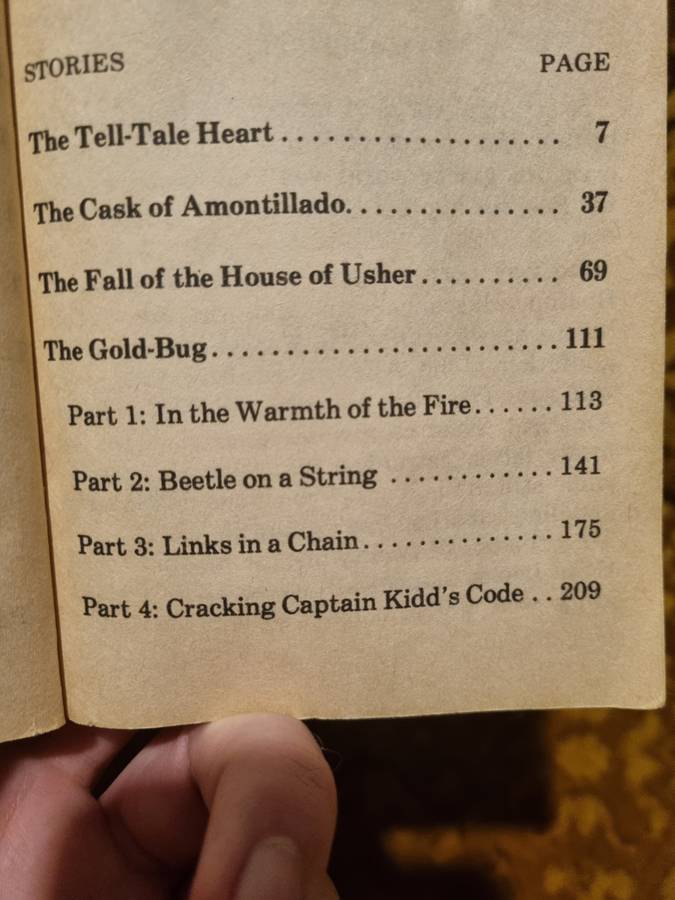 STORIES PAGE
The Tell-Tale Heart . . . . . . . . . . . . . . . . . . 7
The Cask of Amontillado. . . . . . . . . . . . . . 37
The Fall of the House of Usher . . . . . . . . . 69
The Gold-Bug . . . . . . . . . . . . . . . . . . . . . . . 111
Part 1: In the Warmth of the Fire . . . . . . 113
Part 2: Beetle on a String . . . . . . . . . . . 141
Part 3: Links in a Chain . . . . . . . . . . . . . 175
Part 4: Cracking Captain Kidd's Code . . 209